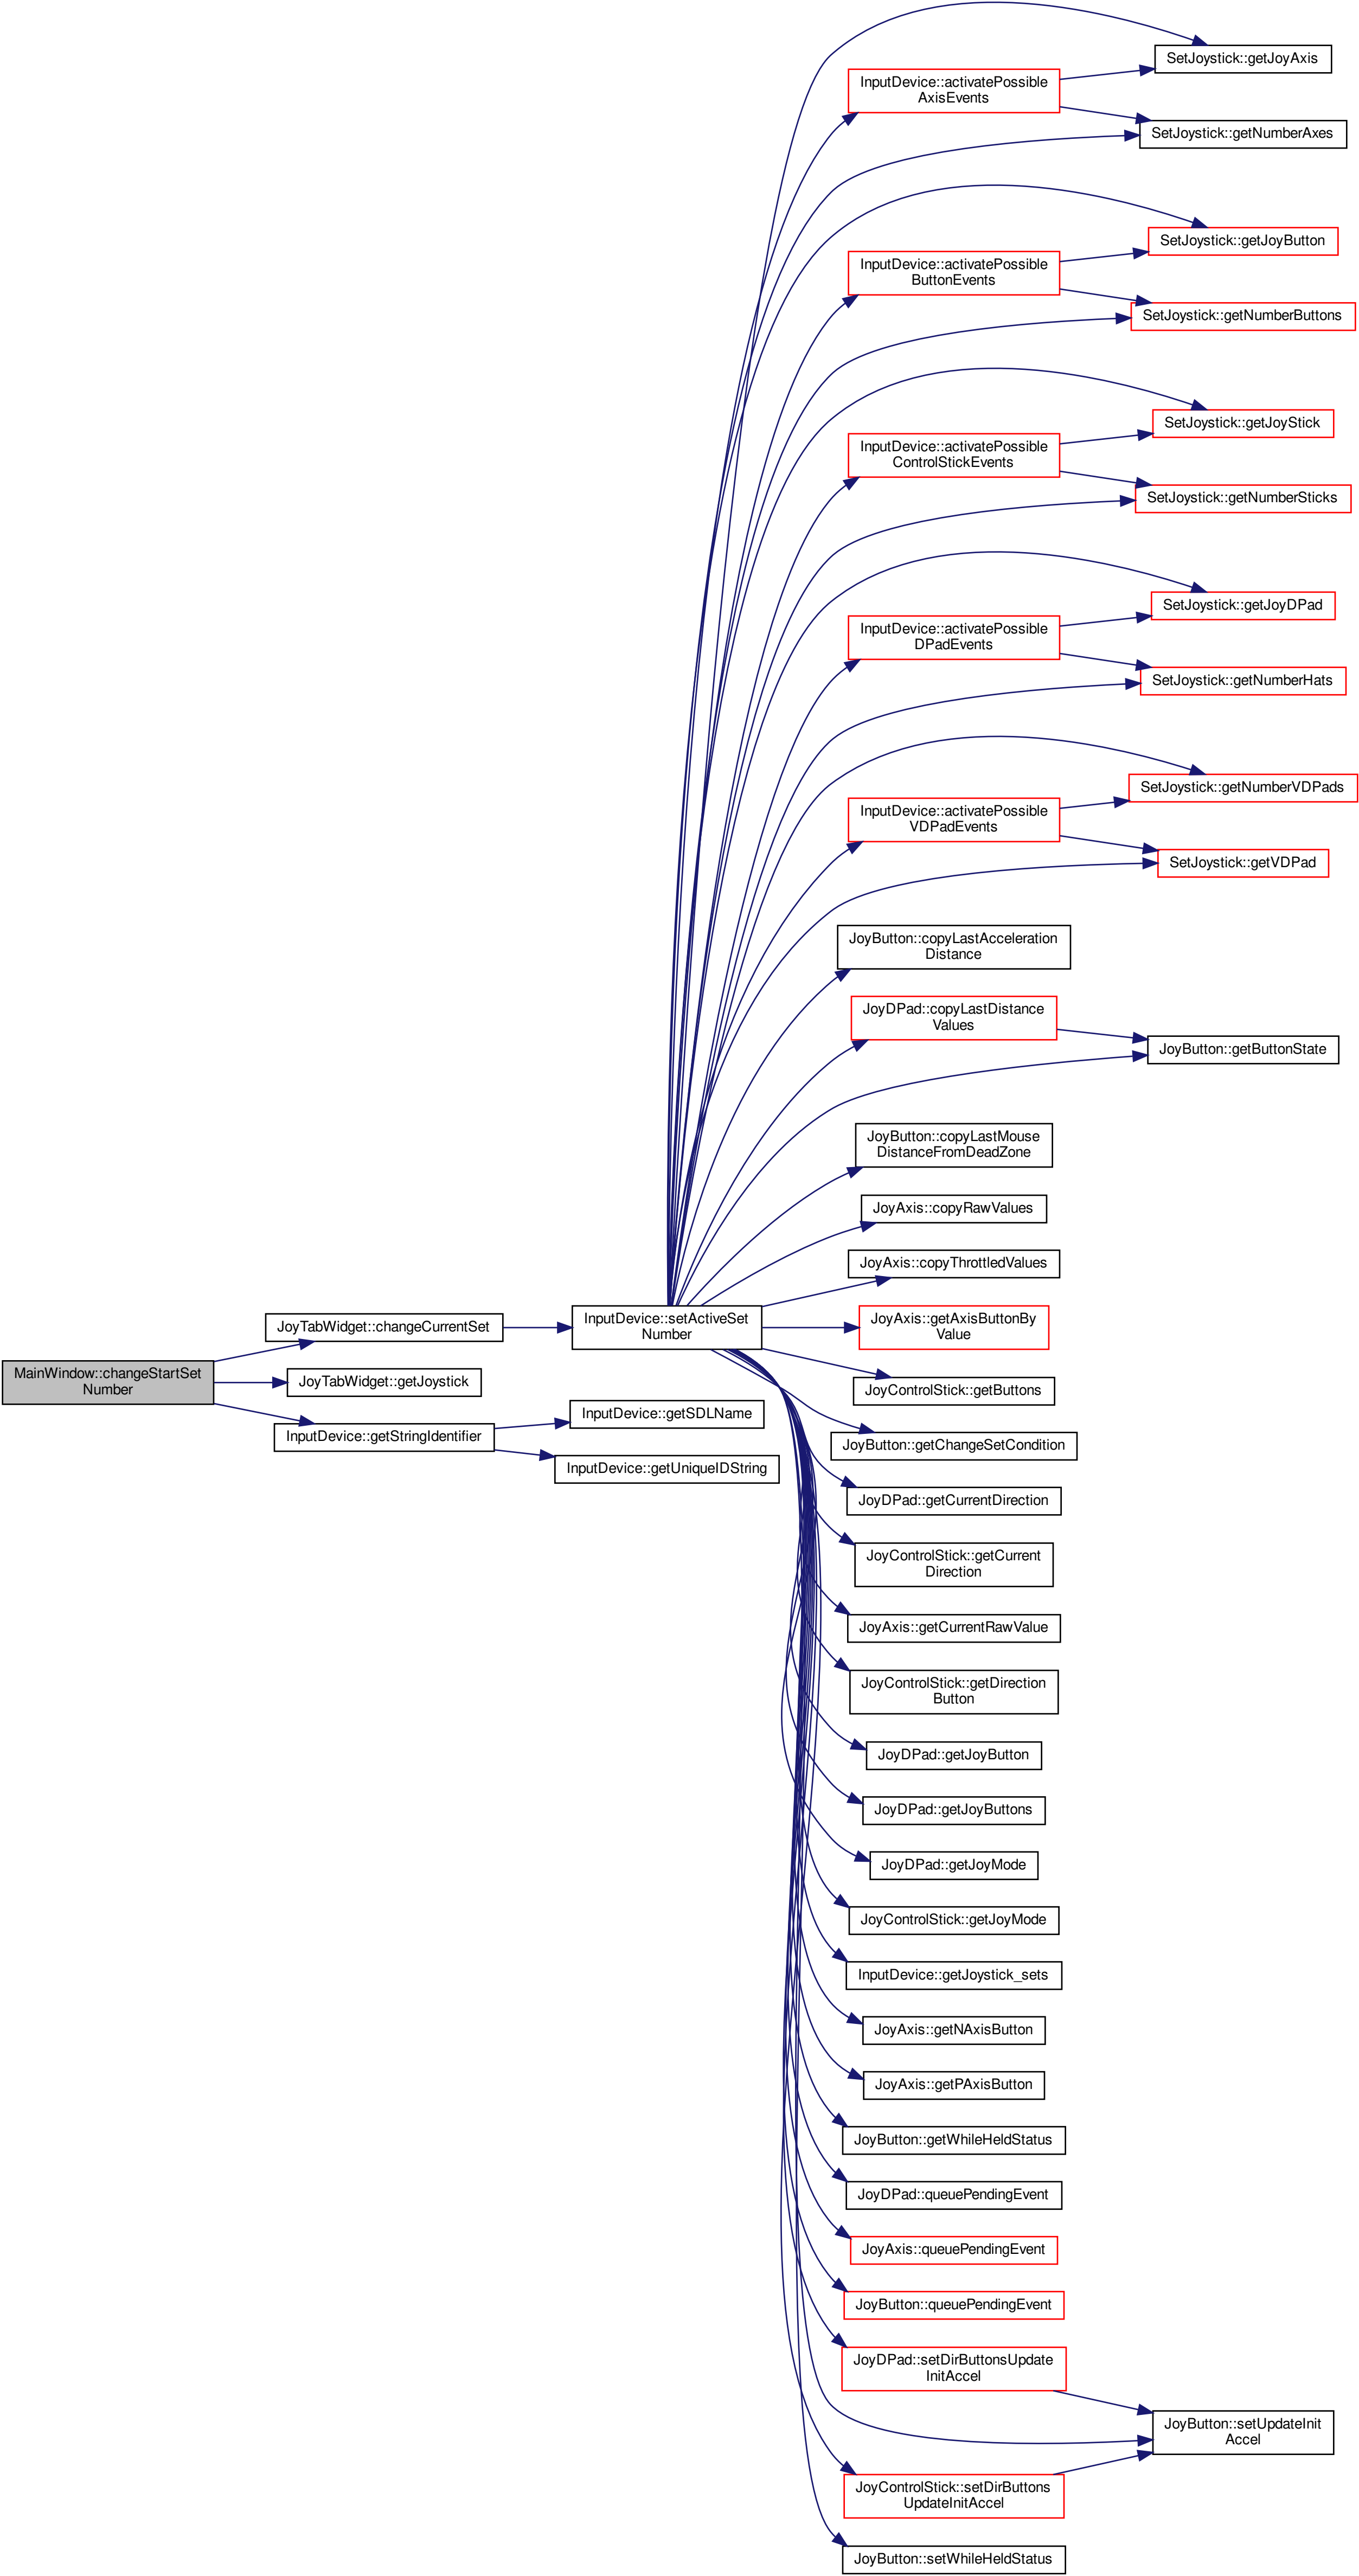 MainWindow::changeStartSet
Number
JoyTabWidget::changeCurrentSet
JoyTabWidget::getJoystick
InputDevice::getStringIdentifier
InputDevice::setActiveSet
Number
InputDevice::getSDLName
InputDevice::getUniqueIDString
InputDevice::activatePossible
AxisEvents
InputDevice::activatePossible
ButtonEvents
InputDevice::activatePossible
ControlStickEvents
InputDevice::activatePossible
DPadEvents
InputDevice::activatePossible
VDPadEvents
JoyButton::copyLastAcceleration
Distance
JoyDPad::copyLastDistance
Values
JoyButton::copyLastMouse
DistanceFromDeadZone
JoyAxis::copyRawValues
JoyAxis::copyThrottledValues
JoyAxis::getAxisButtonBy
Value
JoyControlStick::getButtons
JoyButton::getChangeSetCondition
JoyDPad::getCurrentDirection
JoyControlStick::getCurrent
Direction
JoyAxis::getCurrentRawValue
JoyControlStick::getDirection
Button
JoyDPad::getJoyButton
JoyDPad::getJoyButtons
JoyDPad::getJoyMode
JoyControlStick::getJoyMode
InputDevice::getJoystick_sets
JoyAxis::getNAxisButton
JoyAxis::getPAxisButton
JoyButton::getWhileHeldStatus
JoyDPad::queuePendingEvent
JoyAxis::queuePendingEvent
JoyButton::queuePendingEvent
JoyDPad::setDirButtonsUpdate
InitAccel
JoyControlStick::setDirButtons
UpdateInitAccel
JoyButton::setWhileHeldStatus
SetJoystick::getJoyAxis
SetJoystick::getNumberAxes
SetJoystick::getJoyButton
SetJoystick::getNumberButtons
SetJoystick::getJoyStick
SetJoystick::getNumberSticks
SetJoystick::getJoyDPad
SetJoystick::getNumberHats
SetJoystick::getNumberVDPads
SetJoystick::getVDPad
JoyButton::getButtonState
JoyButton::setUpdateInit
Accel